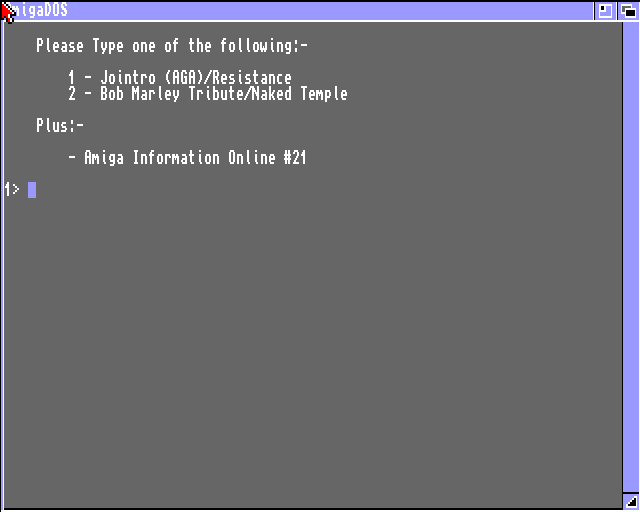 AmigaDOS
Please Type one of the following:-
1 - Jointro (AGA)/Resistance
2 - Bob Marley Tribute/Naked Temple
Plus:-
- Amiga Information Online #21
1>